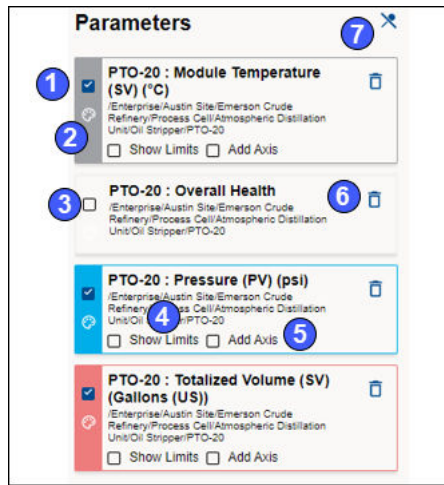 Parameters
7
1
PTO-20 : Module Temperature
(SV) (°C)
/Enterprise/Austin Site/Emerson Crude
Refinery/Process Cell/Atmospheric Distillation
Unit/Oil Stripper/PTO-20
2
Show Limits Add Axis
3
PTO-20 : Overall Health
6
/Enterprise/Austin Site/Emerson Crude
Refinery/Process Cell/Atmospheric Distillation
Unit/Oil Stripper/PTO-20
PTO-20 : Pressure (PV) (psi)
/Enterprise/Austin Site/Emerson Crude
Refinery/Process Cell/Atmospheric Distillation
Unit/Oil Stripper/PTO-20
4
Show Limits Add Axis
5
PTO-20 : Totalized Volume (SV)
(Gallons (US))
/Enterprise/Austin Site/Emerson Crude
Refinery/Process Cell/Atmospheric Distillation
Unit/Oil Stripper/PTO-20
Show Limits Add Axis